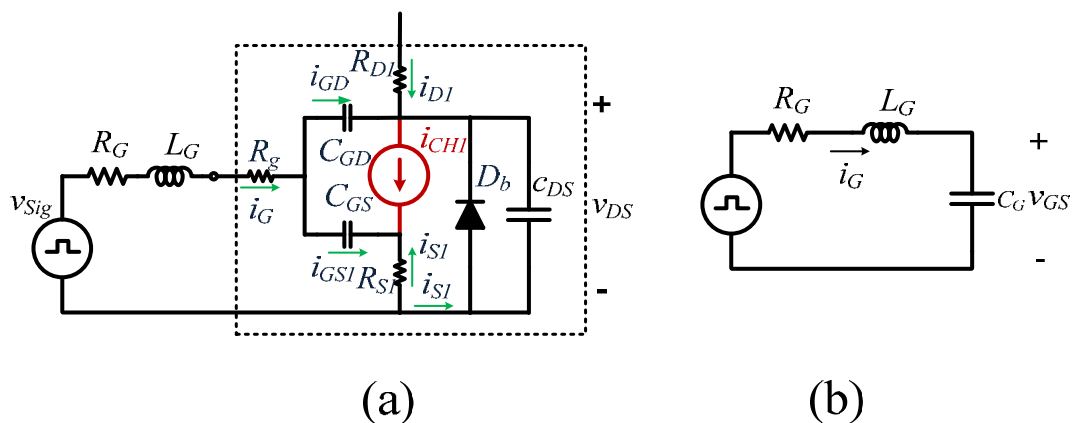 R_D1
i_GD
i_D1
+
R_G
L_G
R_g
C_GD
i_CH1
D_b
c_DS
v_Sig
i_G
C_GS
v_DS
i_GS1
R_S1
i_S1
i_S1
-
(a)
R_G
L_G
i_G
+
C_G
v_GS
-
(b)